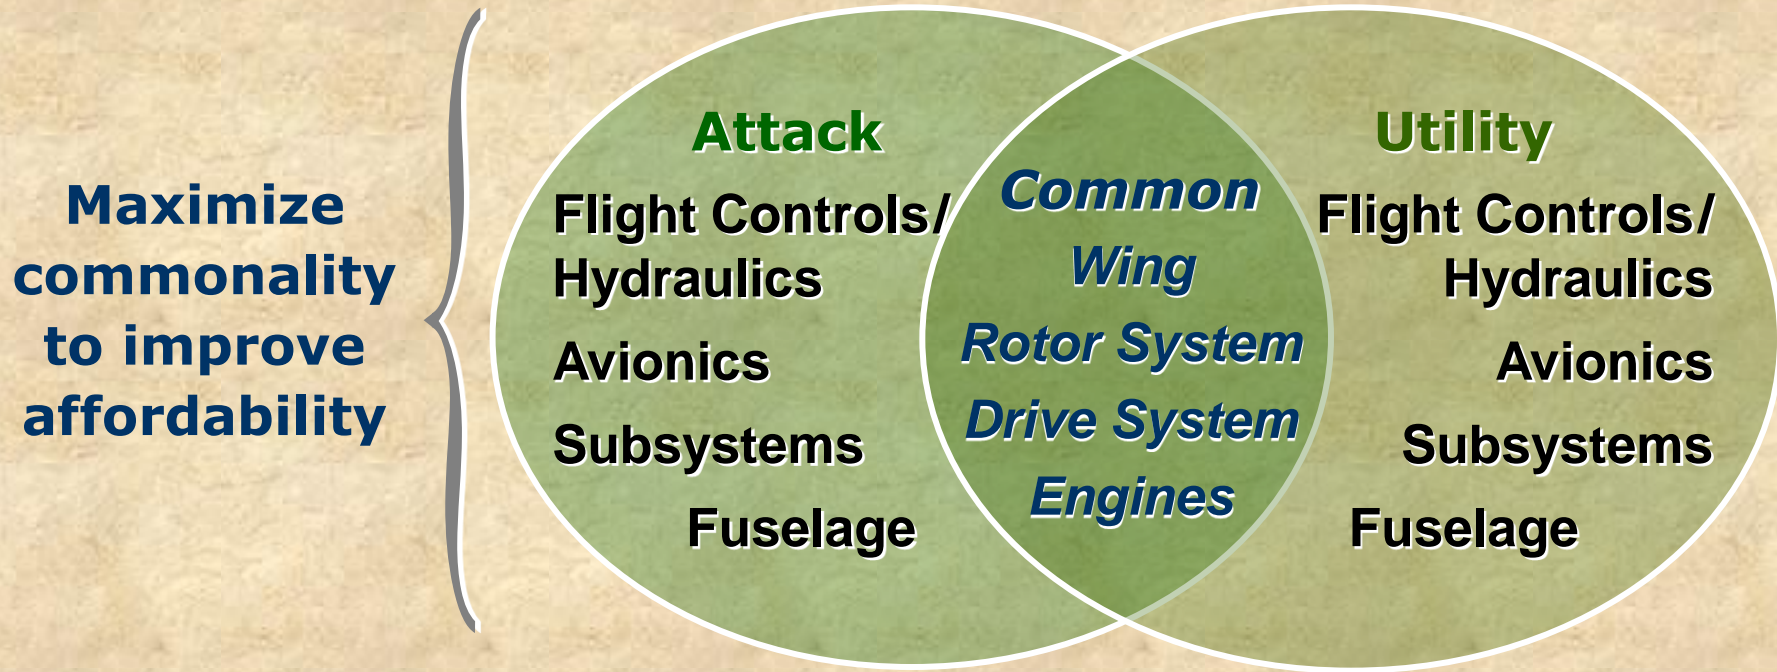 Maximize
commonality
to improve
affordability
Attack
Flight Controls/
Hydraulics
Avionics
Subsystems
Fuselage
Common
Wing
Rotor System
Drive System
Engines
Utility
Flight Controls/
Hydraulics
Avionics
Subsystems
Fuselage